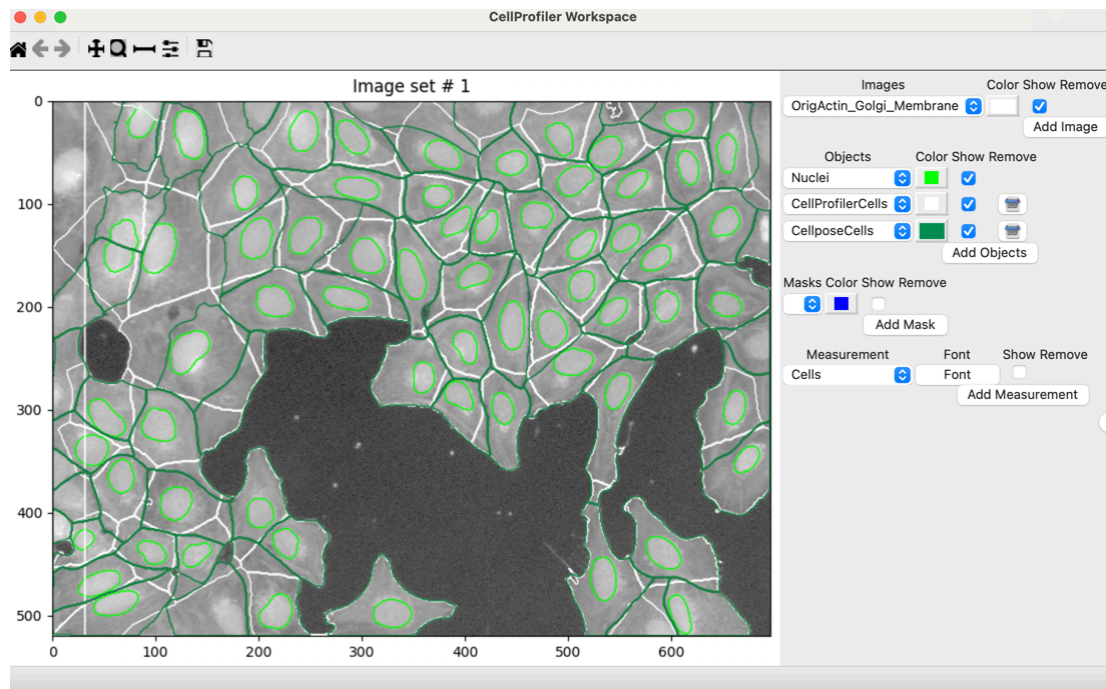 CellProfiler Workspace
Image set # 1
0
100
200
300
400
500
0 100 200 300 400 500 600
Images Color Show Remove
OrigActin_Golgi_Membrane
Add Image
Objects Color Show Remove
Nuclei
CellProfilerCells
CellposeCells
Add Objects
Masks Color Show Remove
Add Mask
Measurement Font Show Remove
Cells Font
Add Measurement